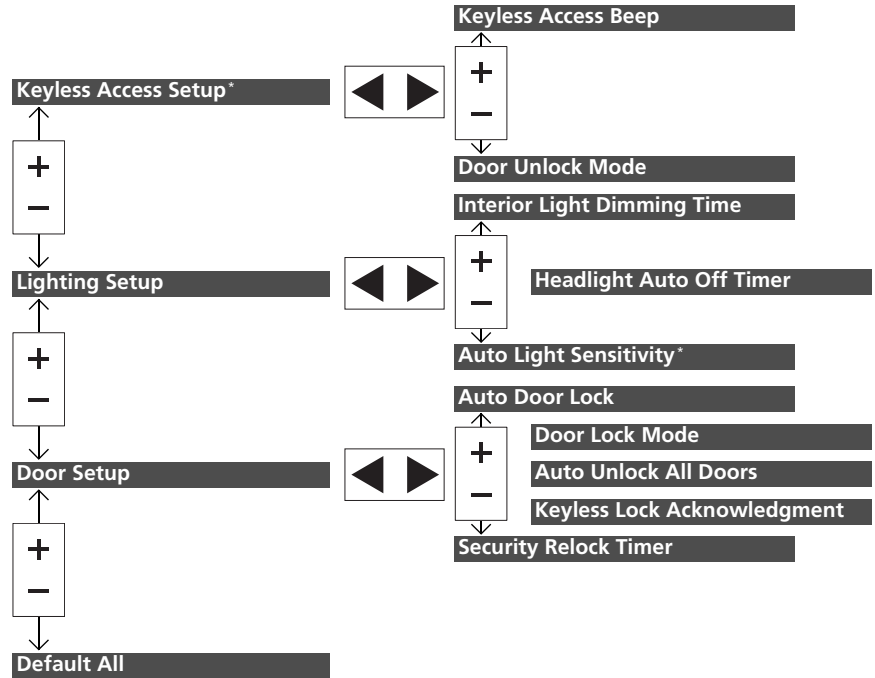 Keyless Access Beep
Keyless Access Setup*
+
−
Door Unlock Mode
+
−
Interior Light Dimming Time
+
−
Lighting Setup
Headlight Auto Off Timer
Auto Light Sensitivity*
+
−
Auto Door Lock
Door Lock Mode
+
−
Door Setup
Auto Unlock All Doors
Keyless Lock Acknowledgment
Security Relock Timer
+
−
Default All